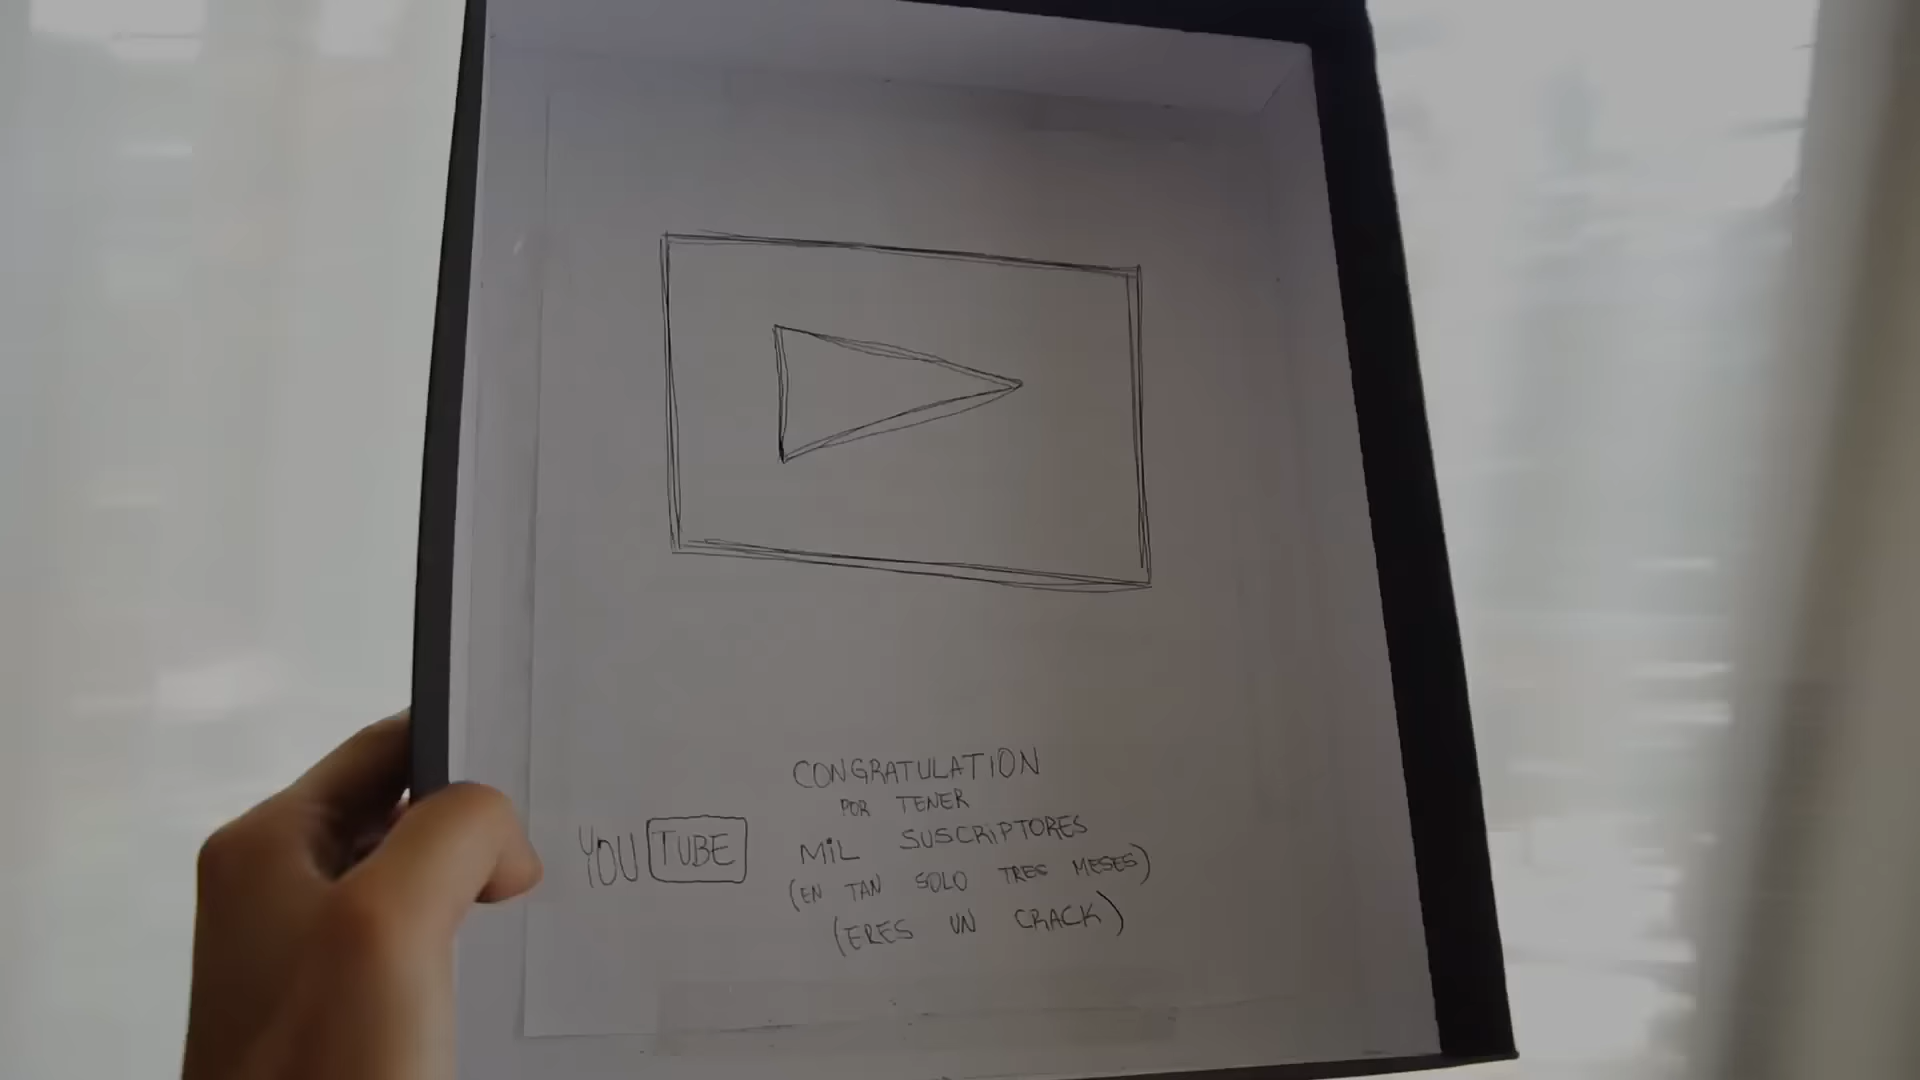 CONGRATULATION
POR TENER
MIL SUSCRIPTORES
(EN TAN SOLO TRES MESES)
(ERES UN CRACK)
YOU TUBE